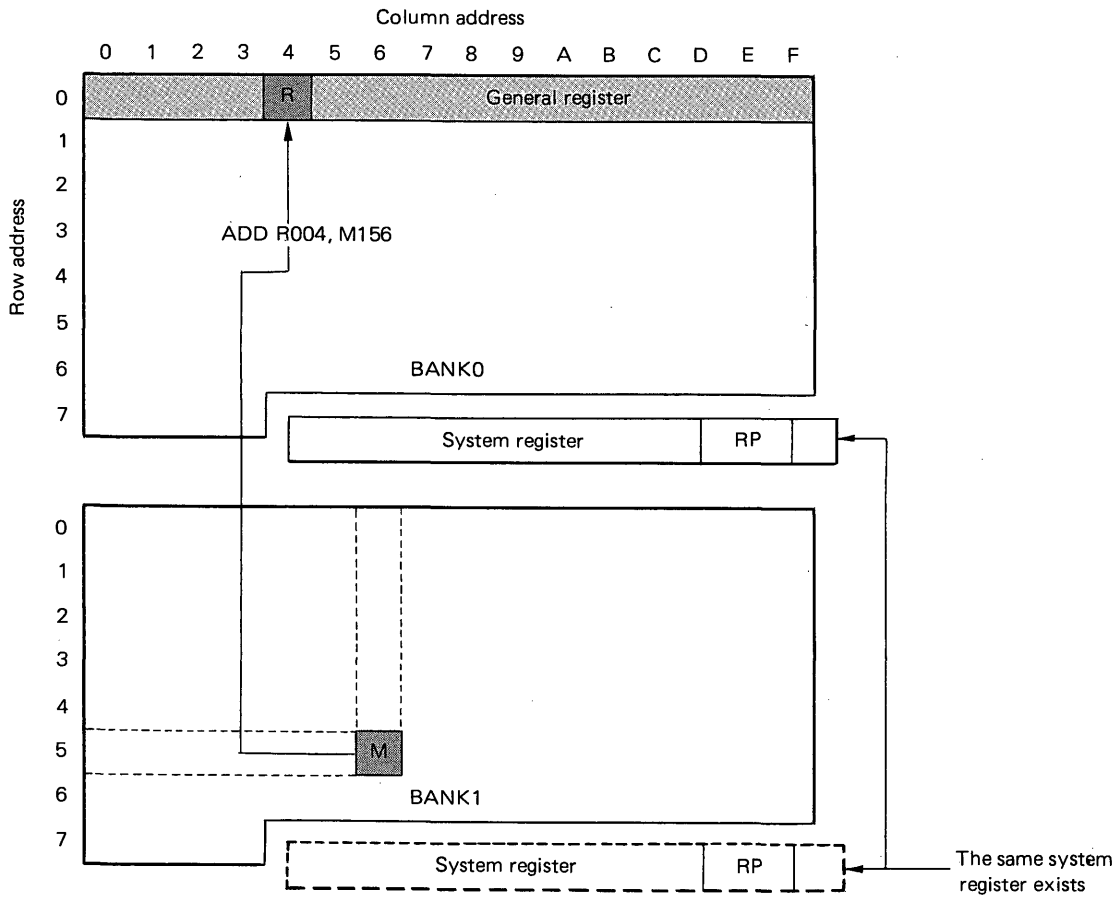 Column address
0 1 2 3 4 5 6 7 8 9 A B C D E F
Row address
0 R General register
1
2
3
ADD R004, M156
4
5
6 BANK0
7
System register RP
0
1
2
3
4
5 M
6 BANK1
7
System register RP
The same system
register exists